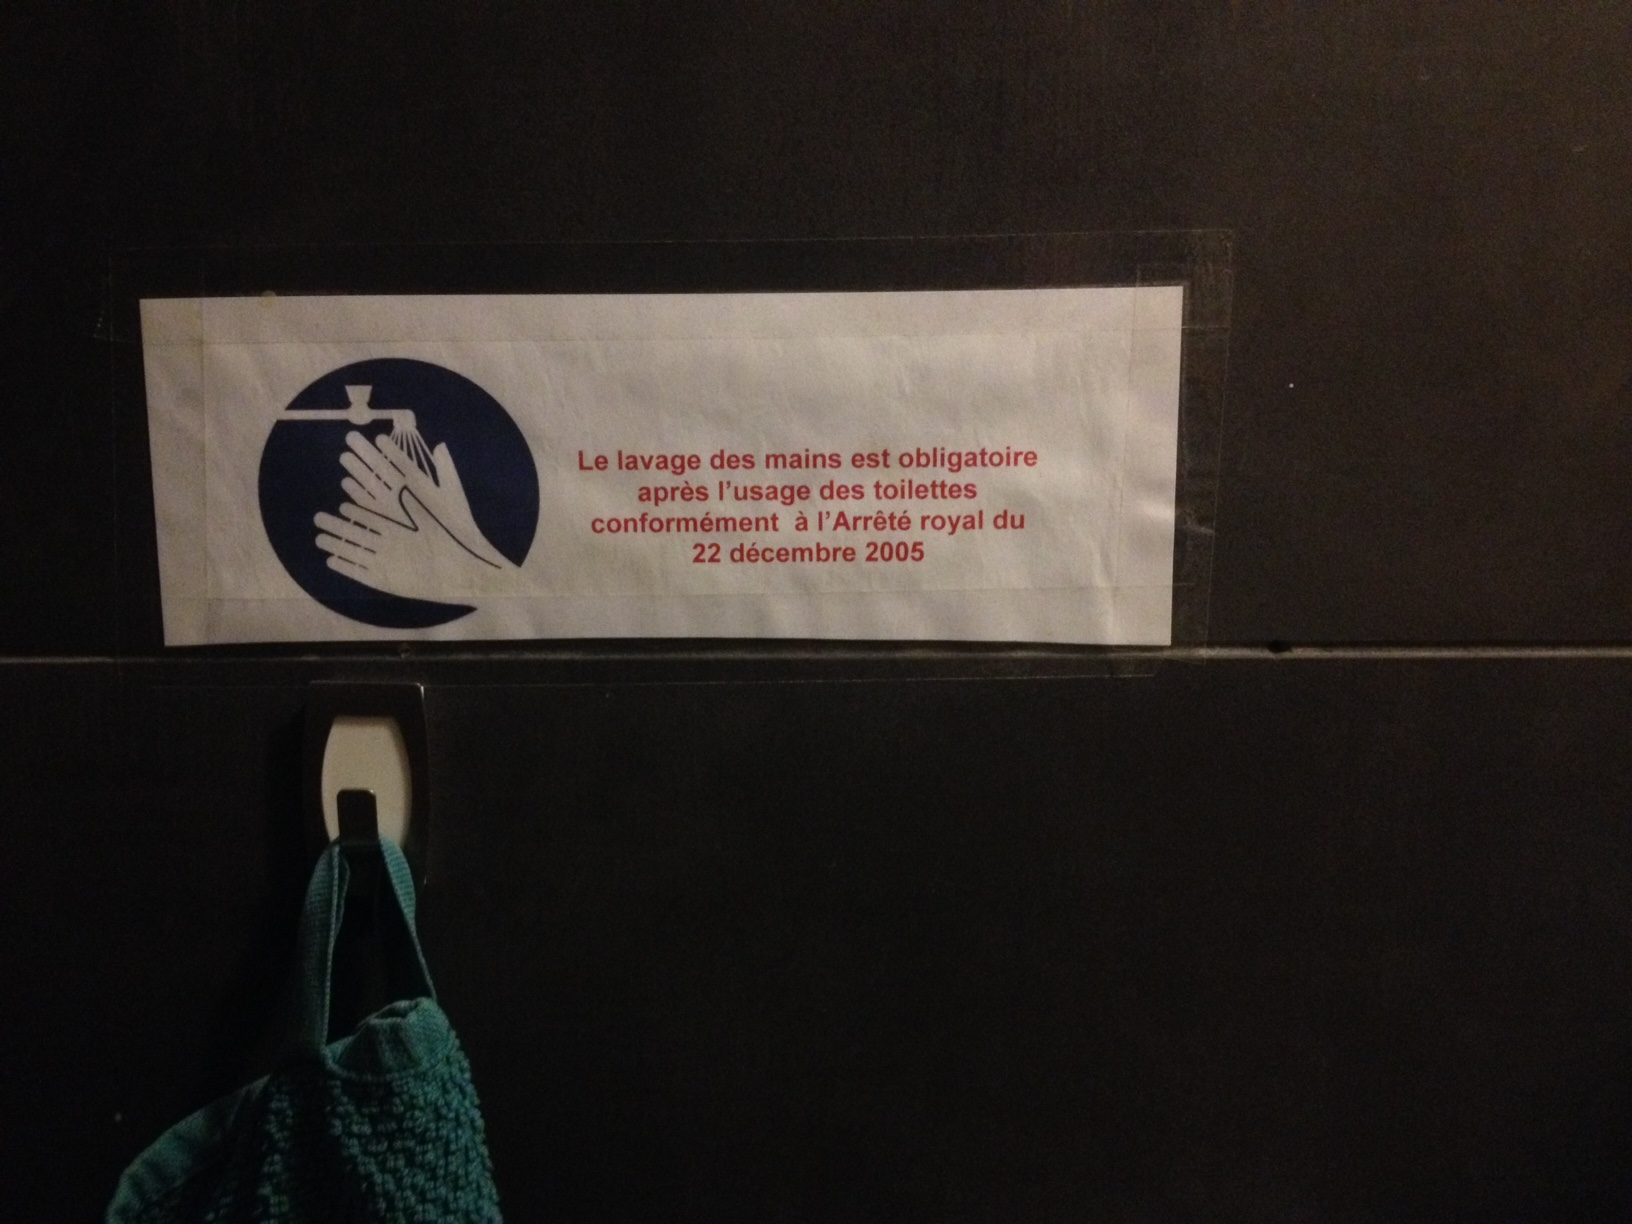 Le lavage des mains est obligatoire
après l'usage des toilettes
conformément à l'Arrêté royal du
22 décembre 2005